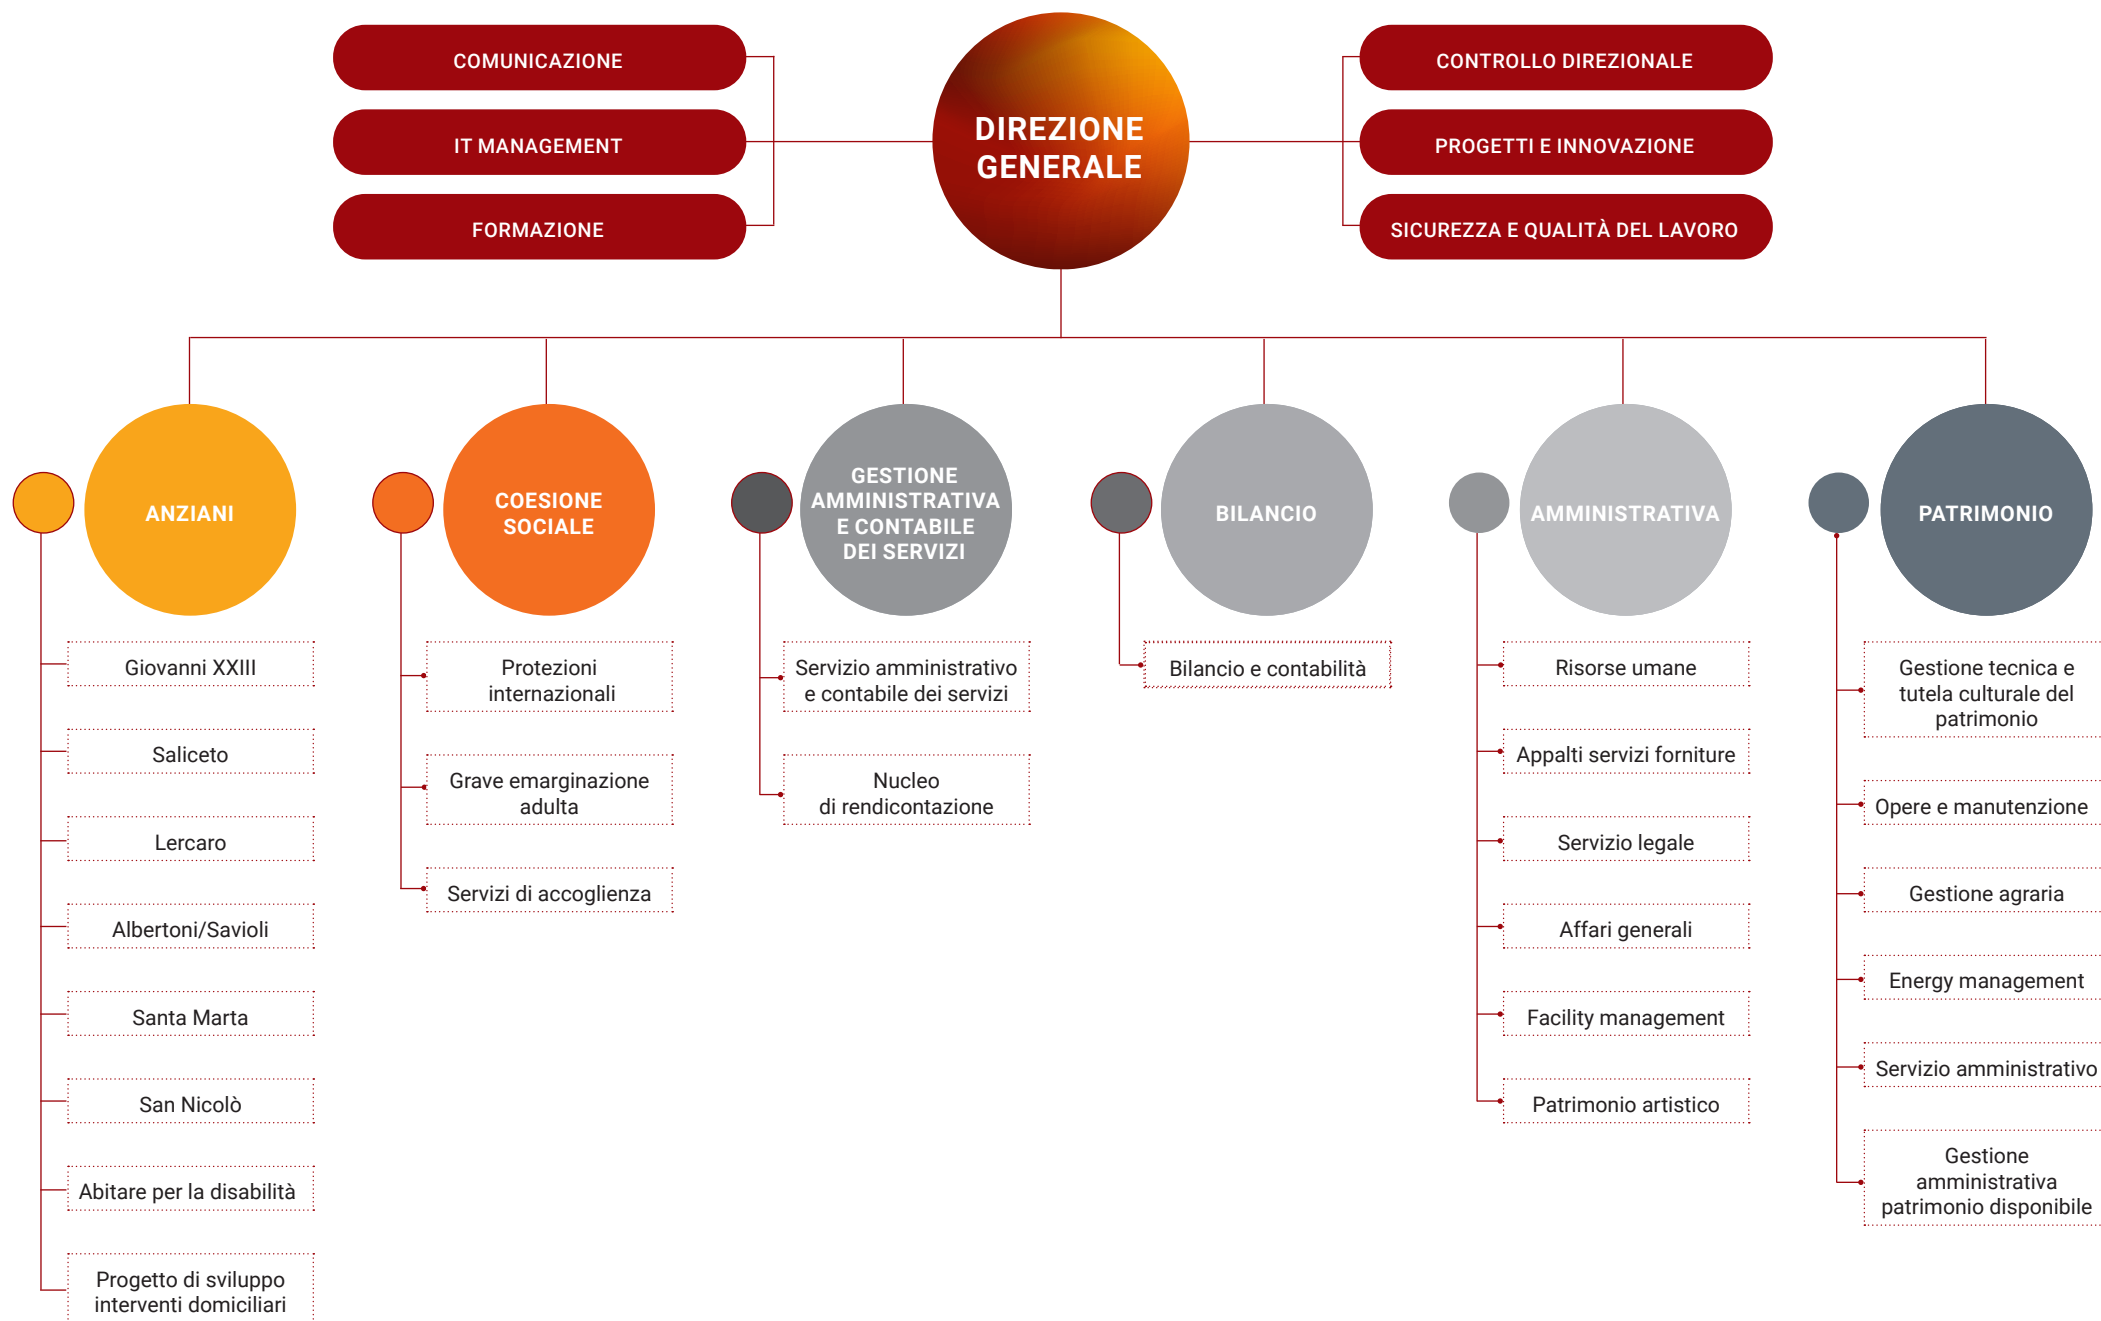 COMUNICAZIONE
IT MANAGEMENT
FORMAZIONE
DIREZIONE
GENERALE
CONTROLLO DIREZIONALE
PROGETTI E INNOVAZIONE
SICUREZZA E QUALITÀ DEL LAVORO
ANZIANI
Giovanni XXIII
Saliceto
Lercaro
Albertoni/Savioli
Santa Marta
San Nicolò
Abitare per la disabilità
Progetto di sviluppo
interventi domiciliari
COESIONE
SOCIALE
Protezioni
internazionali
Grave emarginazione
adulta
Servizi di accoglienza
GESTIONE
AMMINISTRATIVA
E CONTABILE
DEI SERVIZI
Servizio amministrativo
e contabile dei servizi
Nucleo
di rendicontazione
BILANCIO
Bilancio e contabilità
AMMINISTRATIVA
Risorse umane
Appalti servizi forniture
Servizio legale
Affari generali
Facility management
Patrimonio artistico
PATRIMONIO
Gestione tecnica e
tutela culturale del
patrimonio
Opere e manutenzione
Gestione agraria
Energy management
Servizio amministrativo
Gestione
amministrativa
patrimonio disponibile